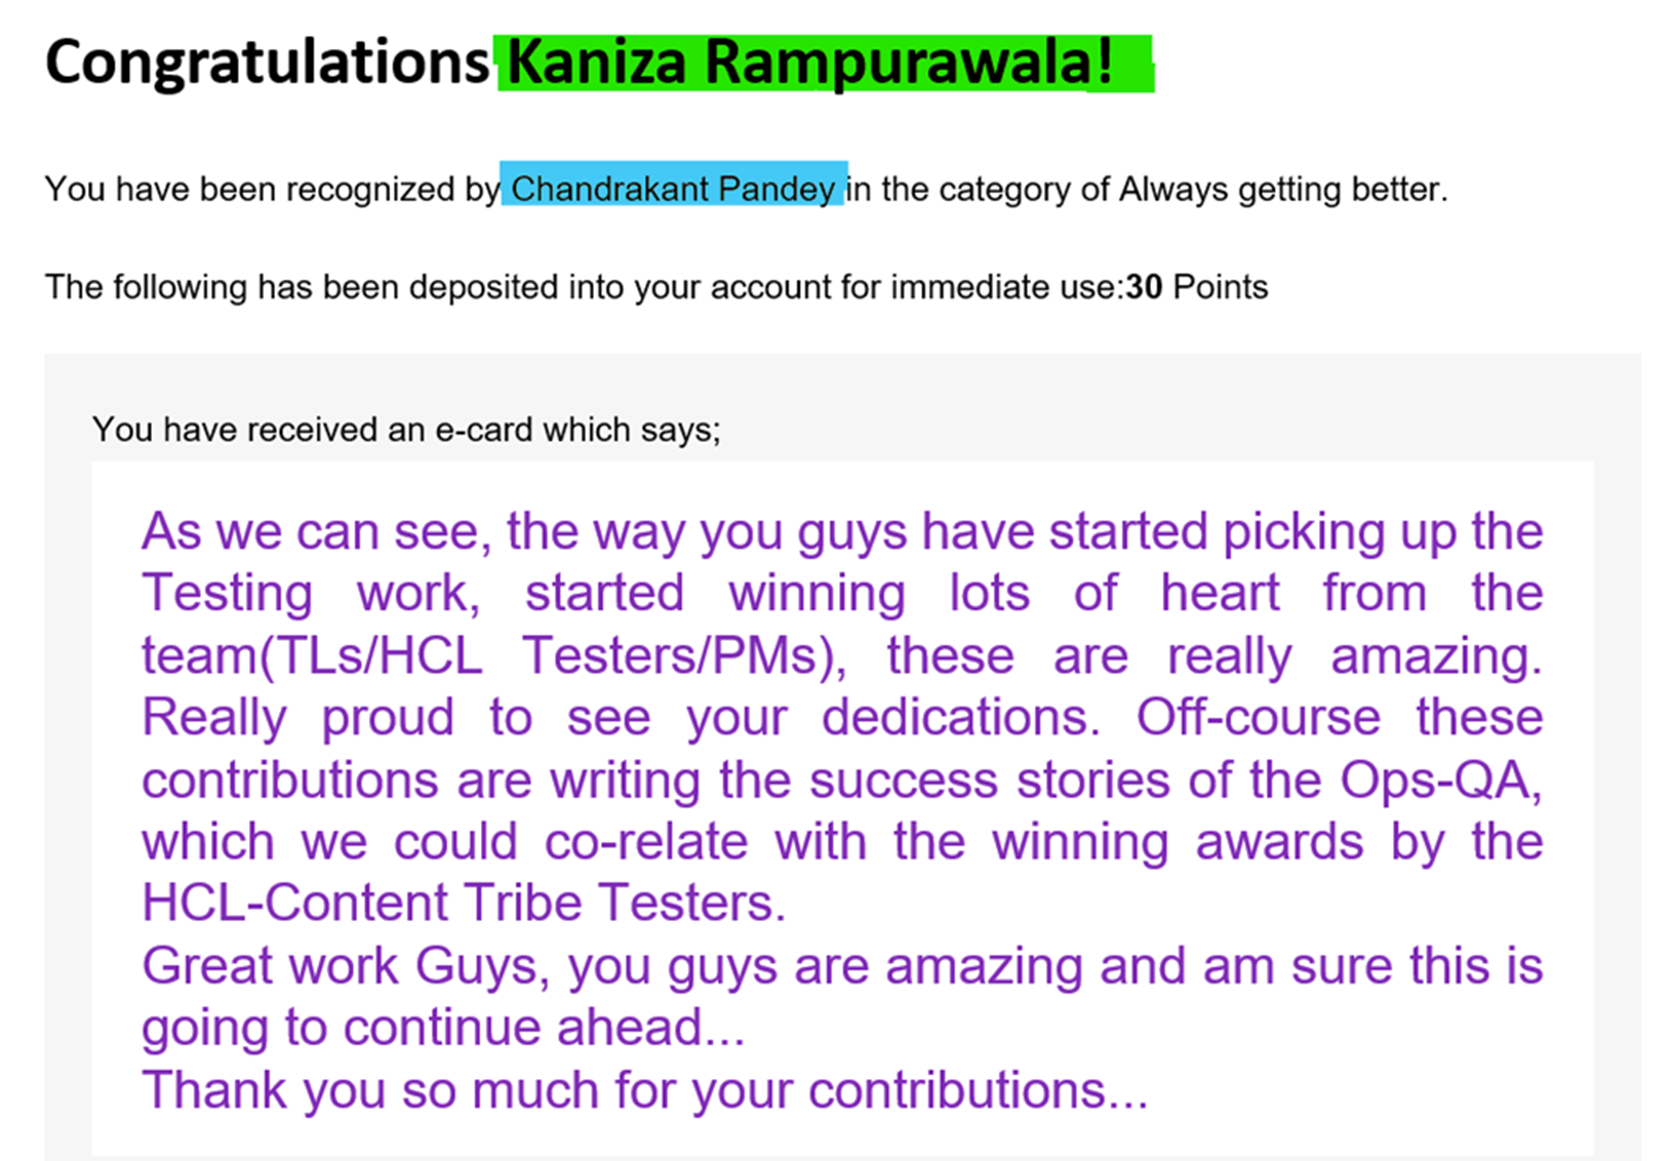 Congratulations Kaniza Rampurawala!
You have been recognized by Chandrakant Pandey in the category of Always getting better.
The following has been deposited into your account for immediate use:30 Points
You have received an e-card which says;
As we can see, the way you guys have started picking up the
Testing work, started winning lots of heart from the
team(TLs/HCL Testers/PMs), these are really amazing.
Really proud to see your dedications. Off-course these
contributions are writing the success stories of the Ops-QA,
which we could co-relate with the winning awards by the
HCL-Content Tribe Testers.
Great work Guys, you guys are amazing and am sure this is
going to continue ahead...
Thank you so much for your contributions...